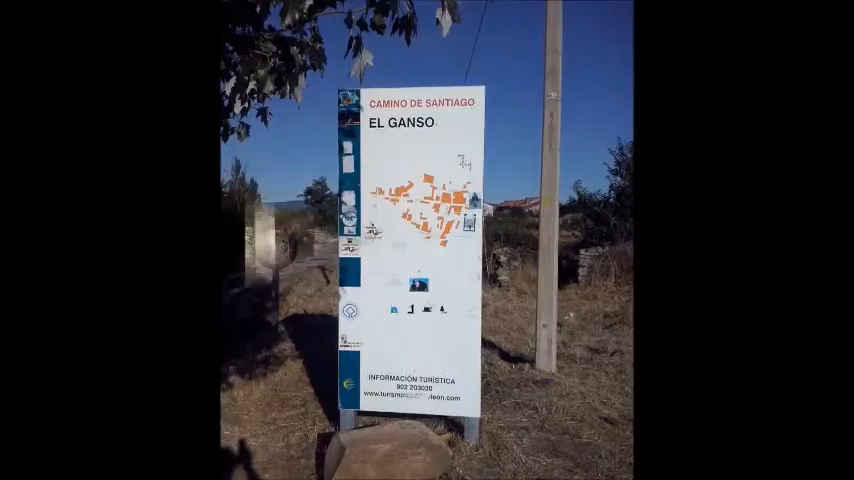 CAMINO DE SANTIAGO
EL GANSO
INFORMACIÓN TURÍSTICA
902 203030